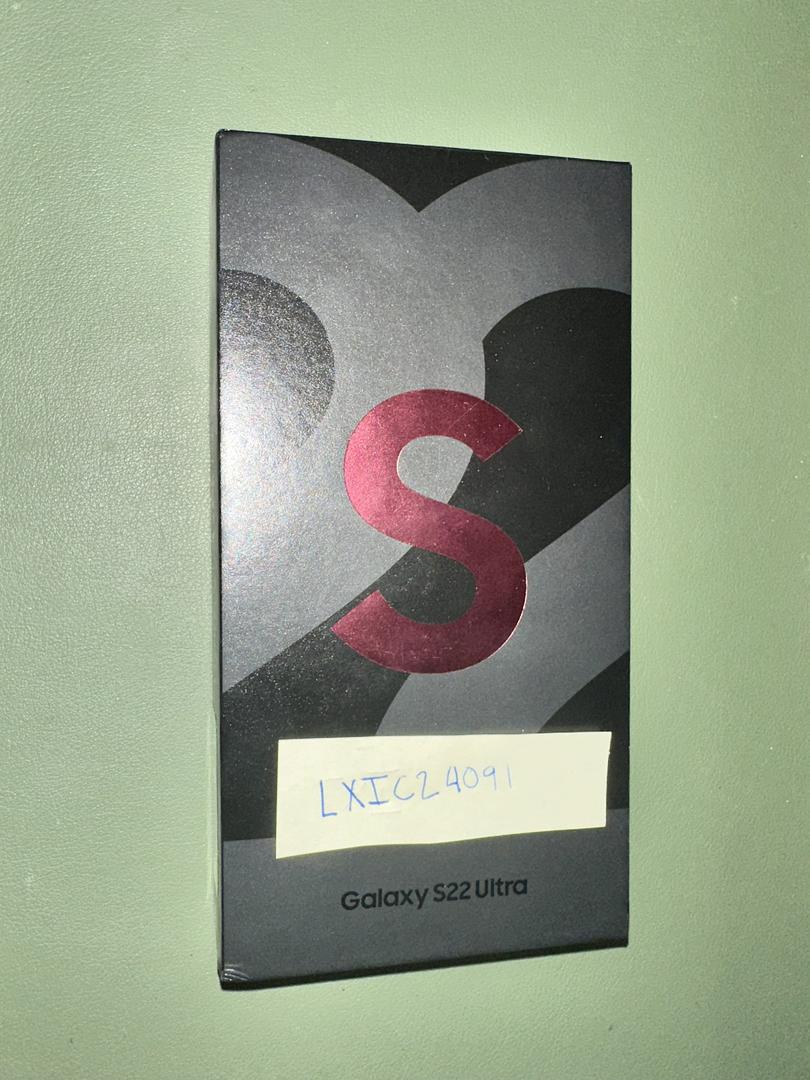 S
LXIC24091
Galaxy S22 Ultra